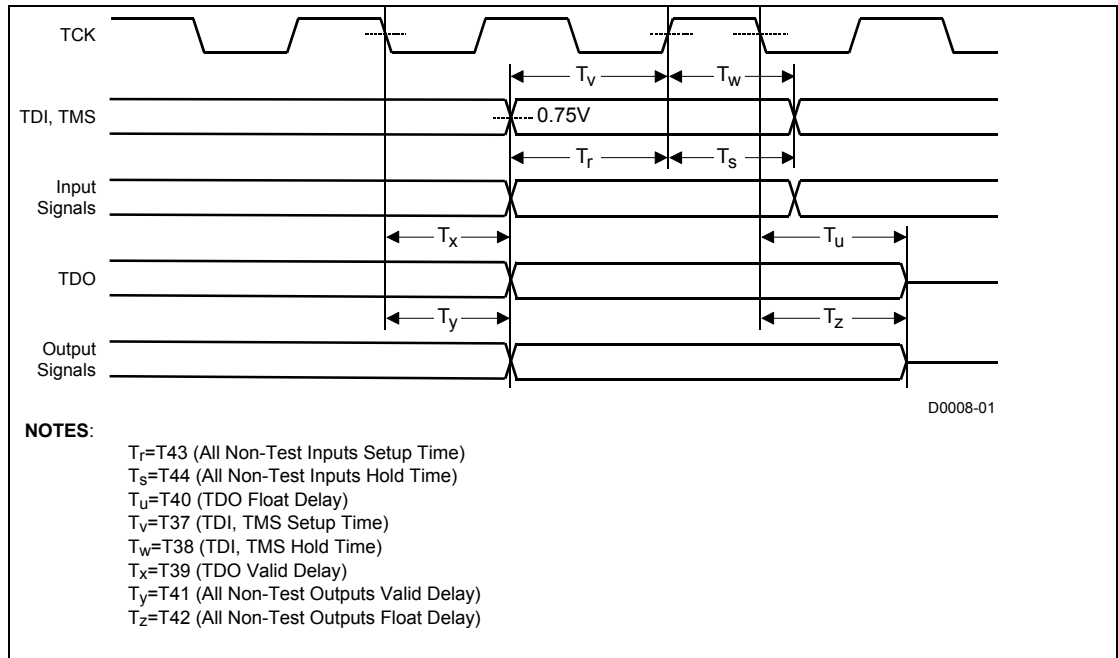 TCK
Tv
Tw
TDI, TMS
0.75V
Tr
Ts
Input
Signals
Tx
Tu
TDO
Ty
Tz
Output
Signals
D0008-01
NOTES:
Tr=T43 (All Non-Test Inputs Setup Time)
Ts=T44 (All Non-Test Inputs Hold Time)
Tu=T40 (TDO Float Delay)
Tv=T37 (TDI, TMS Setup Time)
Tw=T38 (TDI, TMS Hold Time)
Tx=T39 (TDO Valid Delay)
Ty=T41 (All Non-Test Outputs Valid Delay)
Tz=T42 (All Non-Test Outputs Float Delay)